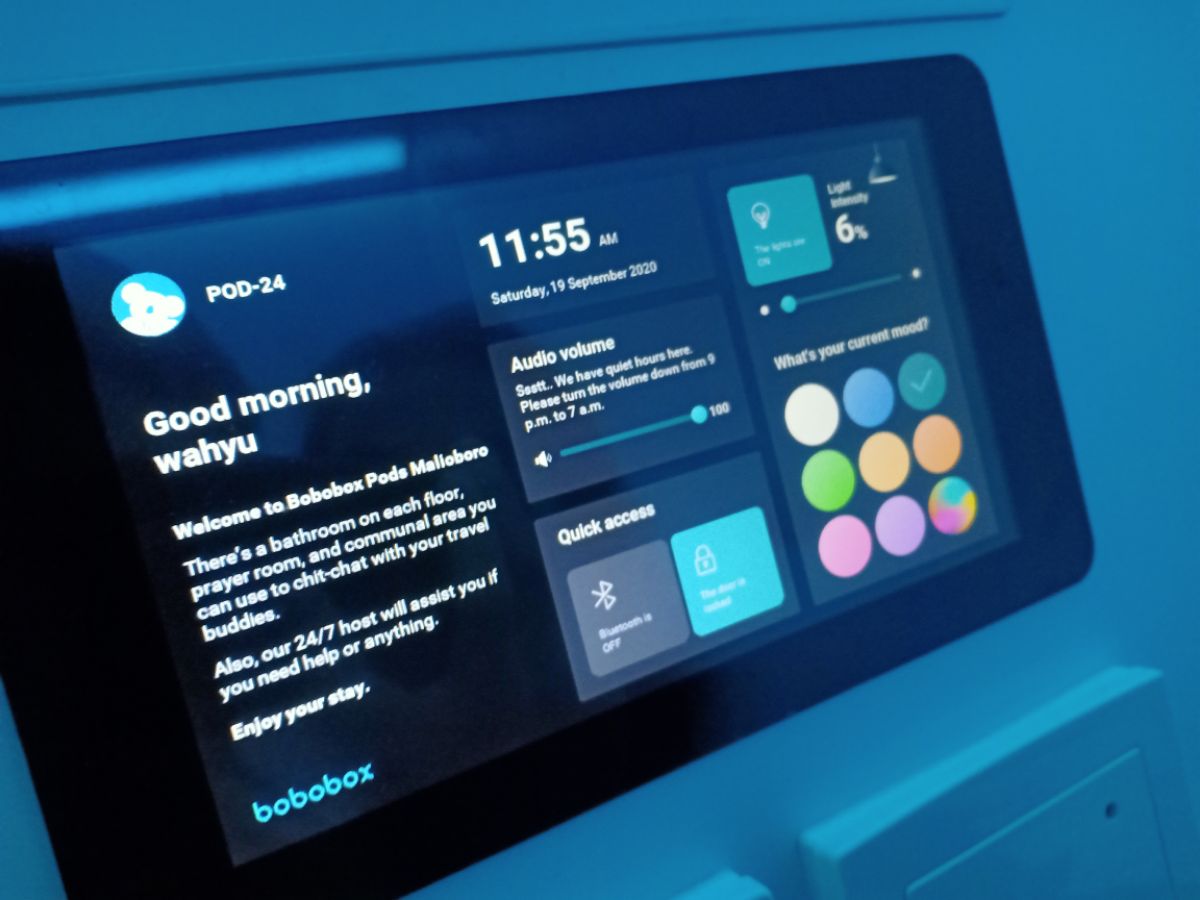 POD-24
Good morning,
wahyu
Welcome to Bobobox Pods Malioboro
There's a bathroom on each floor,
prayer room, and communal area you
can use to chit-chat with your travel
buddies.
Also, our 24/7 host will assist you if
you need help or anything.
Enjoy your stay.
bobobox
11:55 AM
Saturday, 19 September 2020
Audio volume
Ssstt.. We have quiet hours here.
Please turn the volume down from 9
p.m. to 7 a.m.
100
Quick access
Bluetooth is
OFF
The door is
locked
The lights are
ON
Light
Intensity
6%
What's your current mood?